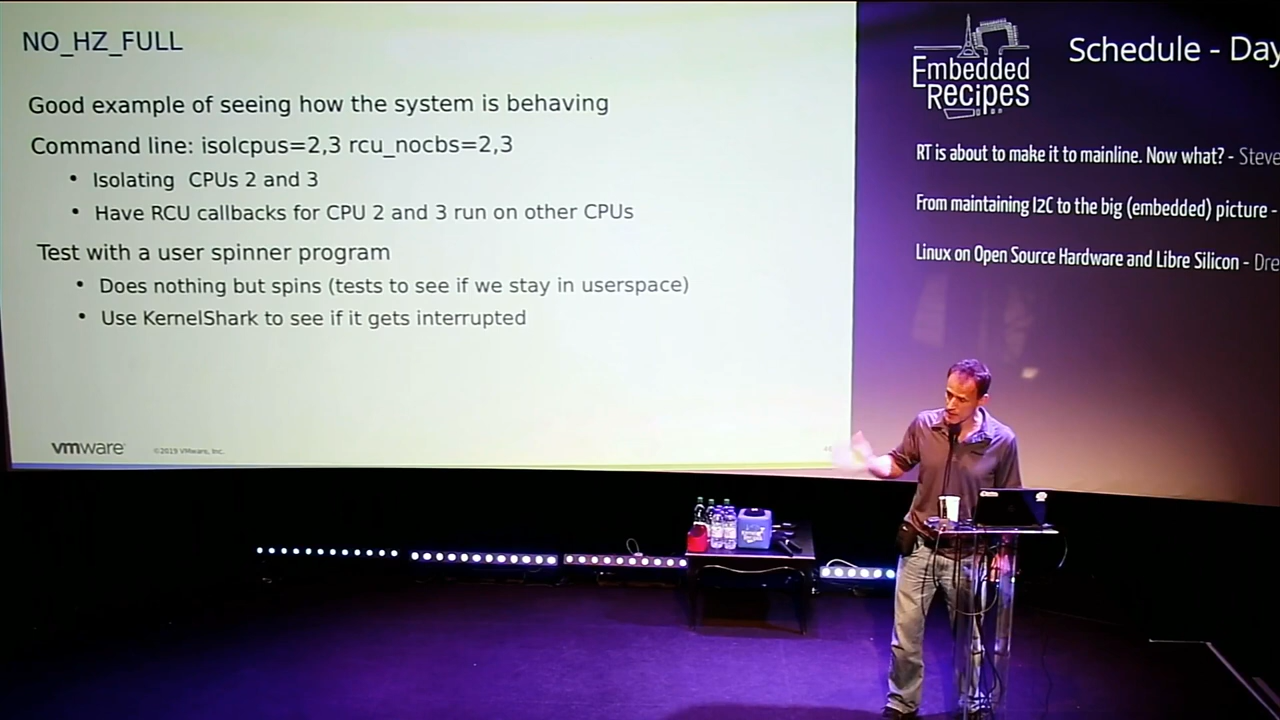 NO_HZ_FULL
Good example of seeing how the system is behaving
Command line: isolcpus=2,3 rcu_nocbs=2,3
• Isolating CPUs 2 and 3
• Have RCU callbacks for CPU 2 and 3 run on other CPUs
Test with a user spinner program
• Does nothing but spins (tests to see if we stay in userspace)
• Use KernelShark to see if it gets interrupted
vmware
©2019 VMware, Inc.
Embedded
Recipes
Schedule - Day
RT is about to make it to mainline. Now what? - Steve
From maintaining I2C to the big (embedded) picture -
Linux on Open Source Hardware and Libre Silicon - Dre